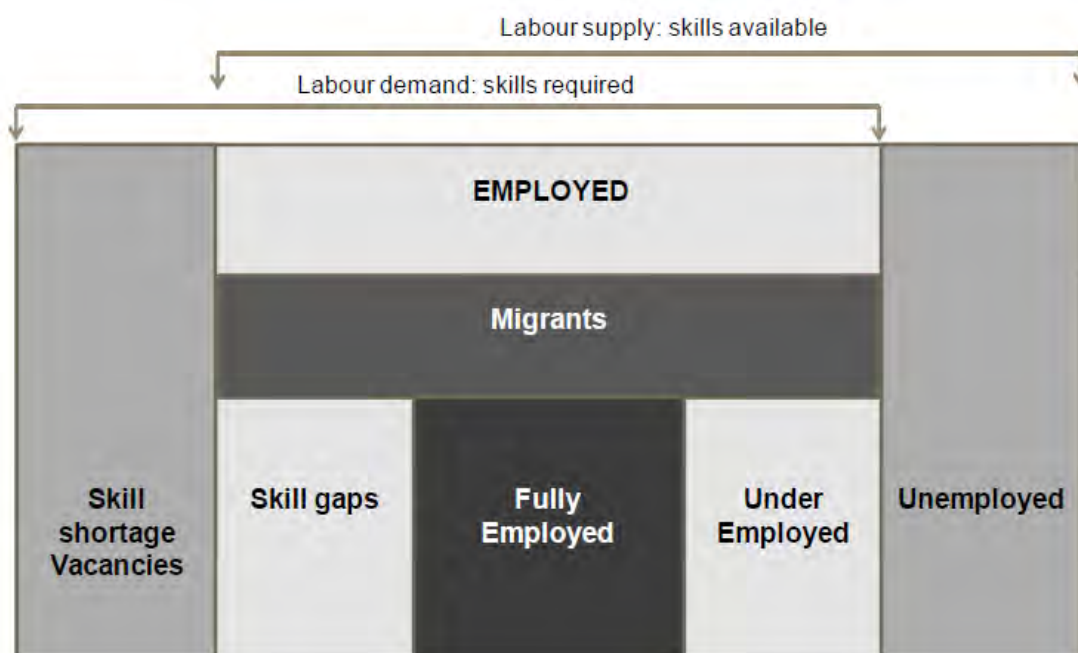 Labour supply: skills available
Labour demand: skills required
EMPLOYED
Migrants
Skill
shortage
Vacancies
Skill gaps
Fully
Employed
Under
Employed
Unemployed